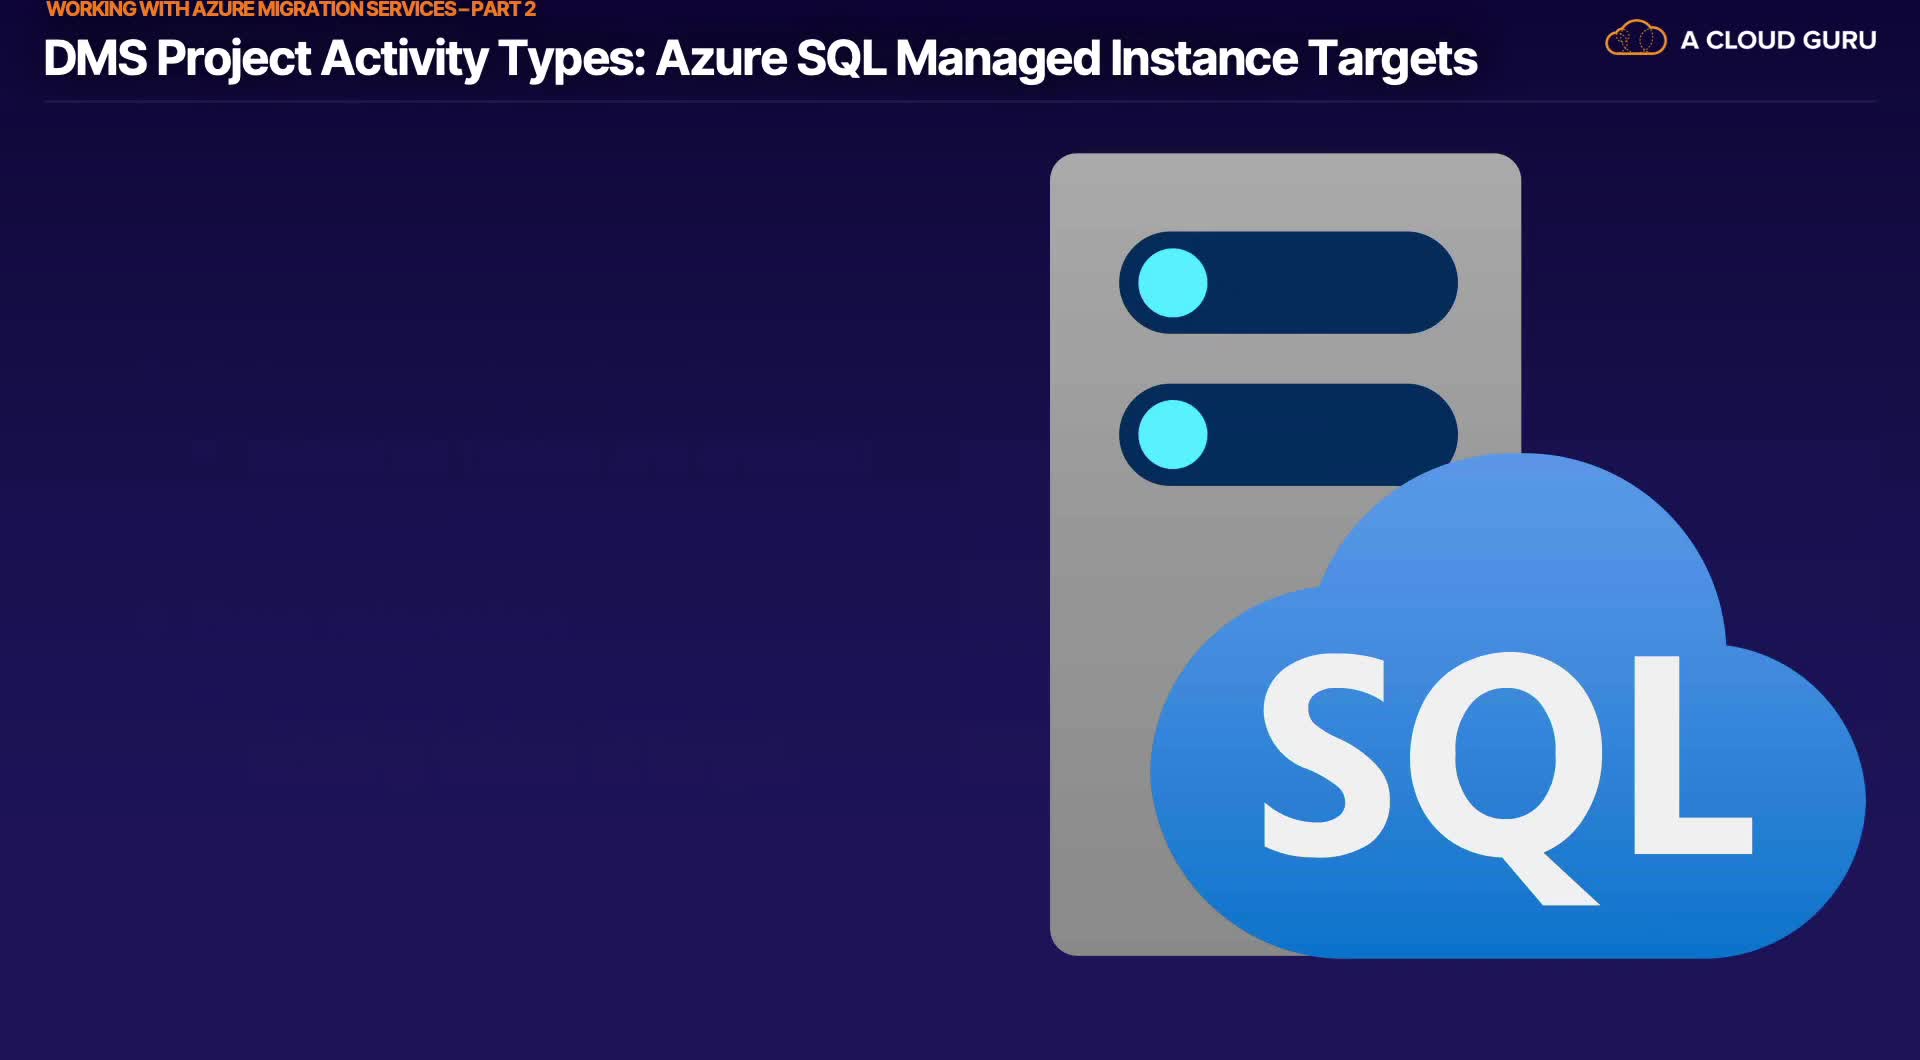 WORKING WITH AZURE MIGRATION SERVICES – PART 2
DMS Project Activity Types: Azure SQL Managed Instance Targets
A CLOUD GURU
SQL